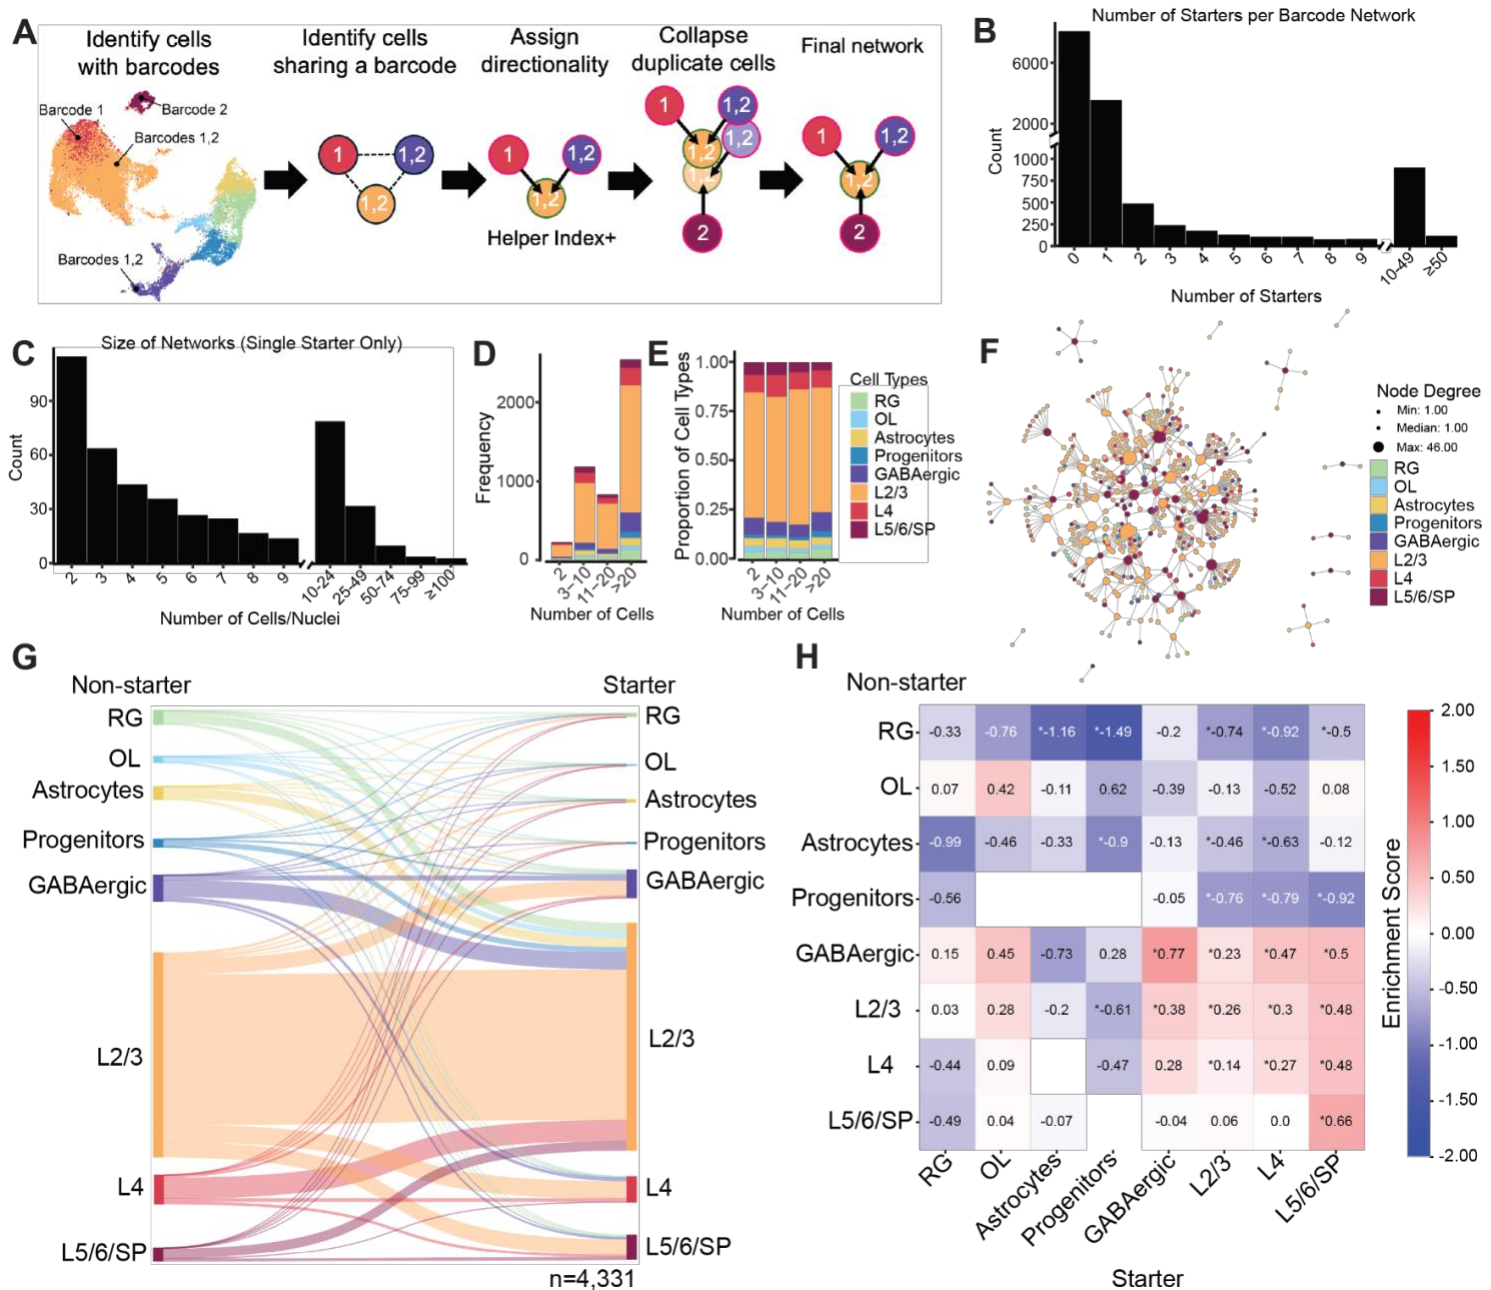 A
Identify cells
with barcodes
Identify cells
sharing a barcode
Assign
directionality
Collapse
duplicate cells
Final network
Barcode 1
Barcode 2
Barcodes 1,2
Barcodes 1,2
1
1,2
1,2
1
1,2
1,2
Helper Index+
1
1,2
1,2
1,2
1,2
2
1
1,2
1,2
2
B
Number of Starters per Barcode Network
Count
6000
2000
1000
750
500
250
0
0
1
2
3
4
5
6
7
8
9
10-49
≥50
Number of Starters
C
Size of Networks (Single Starter Only)
Count
90
60
30
0
2
3
4
5
6
7
8
9
10-24
25-49
50-74
75-99
≥100
Number of Cells/Nuclei
D
Frequency
2000
1000
0
2
3-10
11-20
>20
Number of Cells
E
Proportion of Cell Types
1.00
0.75
0.50
0.25
0.00
2
3-10
11-20
>20
Number of Cells
Cell Types
RG
OL
Astrocytes
Progenitors
GABAergic
L2/3
L4
L5/6/SP
F
Node Degree
Min: 1.00
Median: 1.00
Max: 46.00
RG
OL
Astrocytes
Progenitors
GABAergic
L2/3
L4
L5/6/SP
G
Non-starter
Starter
RG
OL
Astrocytes
Progenitors
GABAergic
L2/3
L4
L5/6/SP
RG
OL
Astrocytes
Progenitors
GABAergic
L2/3
L4
L5/6/SP
n=4,331
H
Non-starter
RG -0.33 -0.76 *-1.16 *-1.49 -0.2 *-0.74 *-0.92 *-0.5
OL 0.07 0.42 -0.11 0.62 -0.39 -0.13 -0.52 0.08
Astrocytes -0.99 -0.46 -0.33 *-0.9 -0.13 *-0.46 *-0.63 -0.12
Progenitors -0.56 -0.05 *-0.76 *-0.79 *-0.92
GABAergic 0.15 0.45 -0.73 0.28 *0.77 *0.23 *0.47 *0.5
L2/3 0.03 0.28 -0.2 *-0.61 *0.38 *0.26 *0.3 *0.48
L4 -0.44 0.09 -0.47 0.28 *0.14 *0.27 *0.48
L5/6/SP -0.49 0.04 -0.07 -0.04 0.06 0.0 *0.66
RG
OL
Astrocytes
Progenitors
GABAergic
L2/3
L4
L5/6/SP
Starter
2.00
1.50
1.00
0.50
0.00
-0.50
-1.00
-1.50
-2.00
Enrichment Score